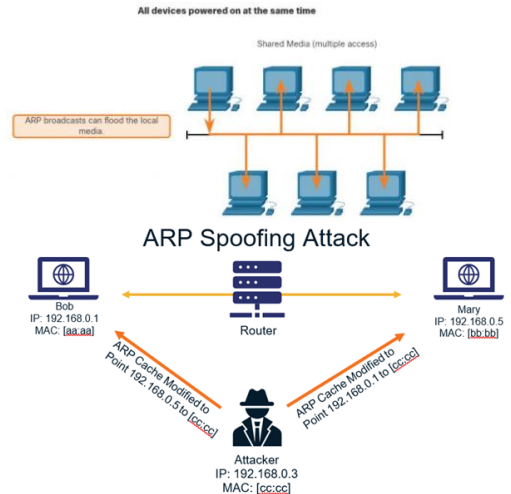 All devices powered on at the same time
Shared Media (multiple access)
ARP broadcasts can flood the local
media.
ARP Spoofing Attack
Bob
IP: 192.168.0.1
MAC: [aa:aa]
Router
Mary
IP: 192.168.0.5
MAC: [bb:bb]
ARP Cache Modified to
Point 192.168.0.5 to [cc:cc]
ARP Cache Modified to
Point 192.168.0.1 to [cc:cc]
Attacker
IP: 192.168.0.3
MAC: [cc:cc]